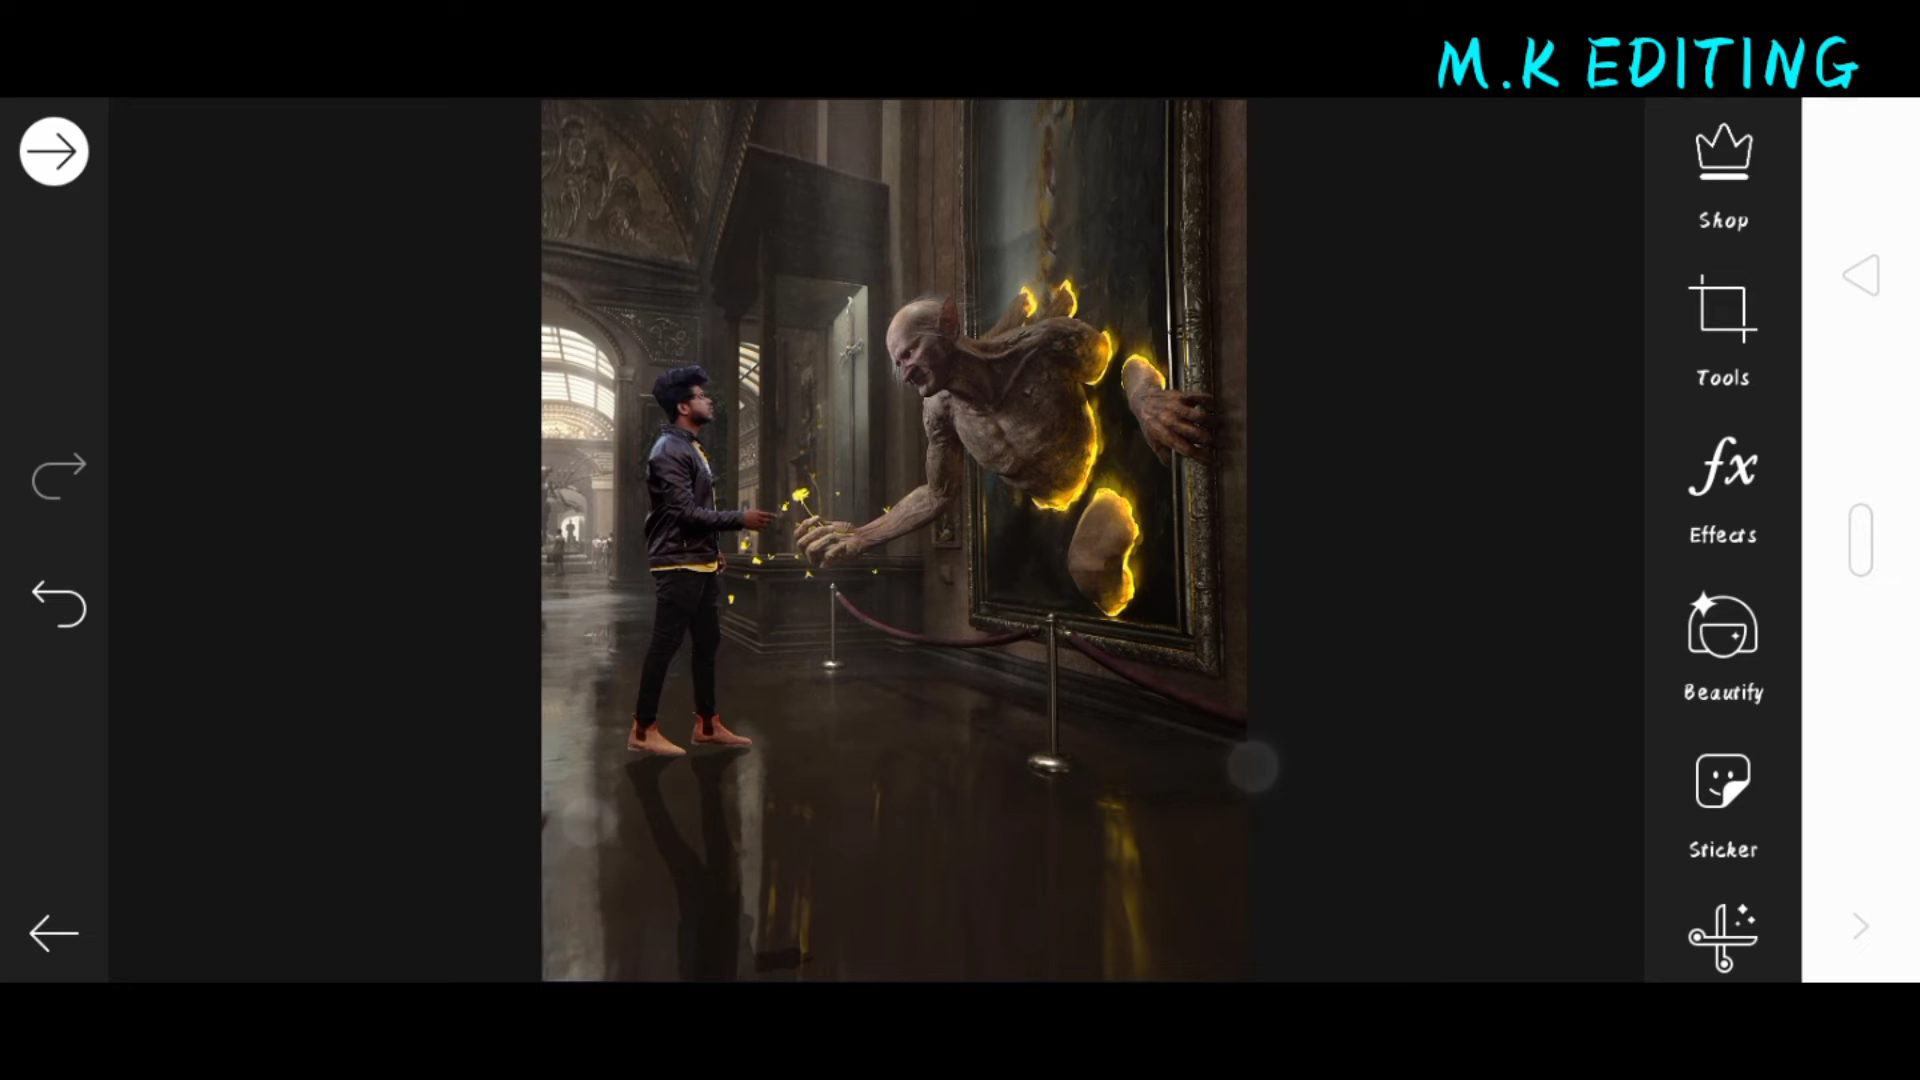 M.K EDITING
Shop
Tools
fx
Effects
Beautify
Sticker